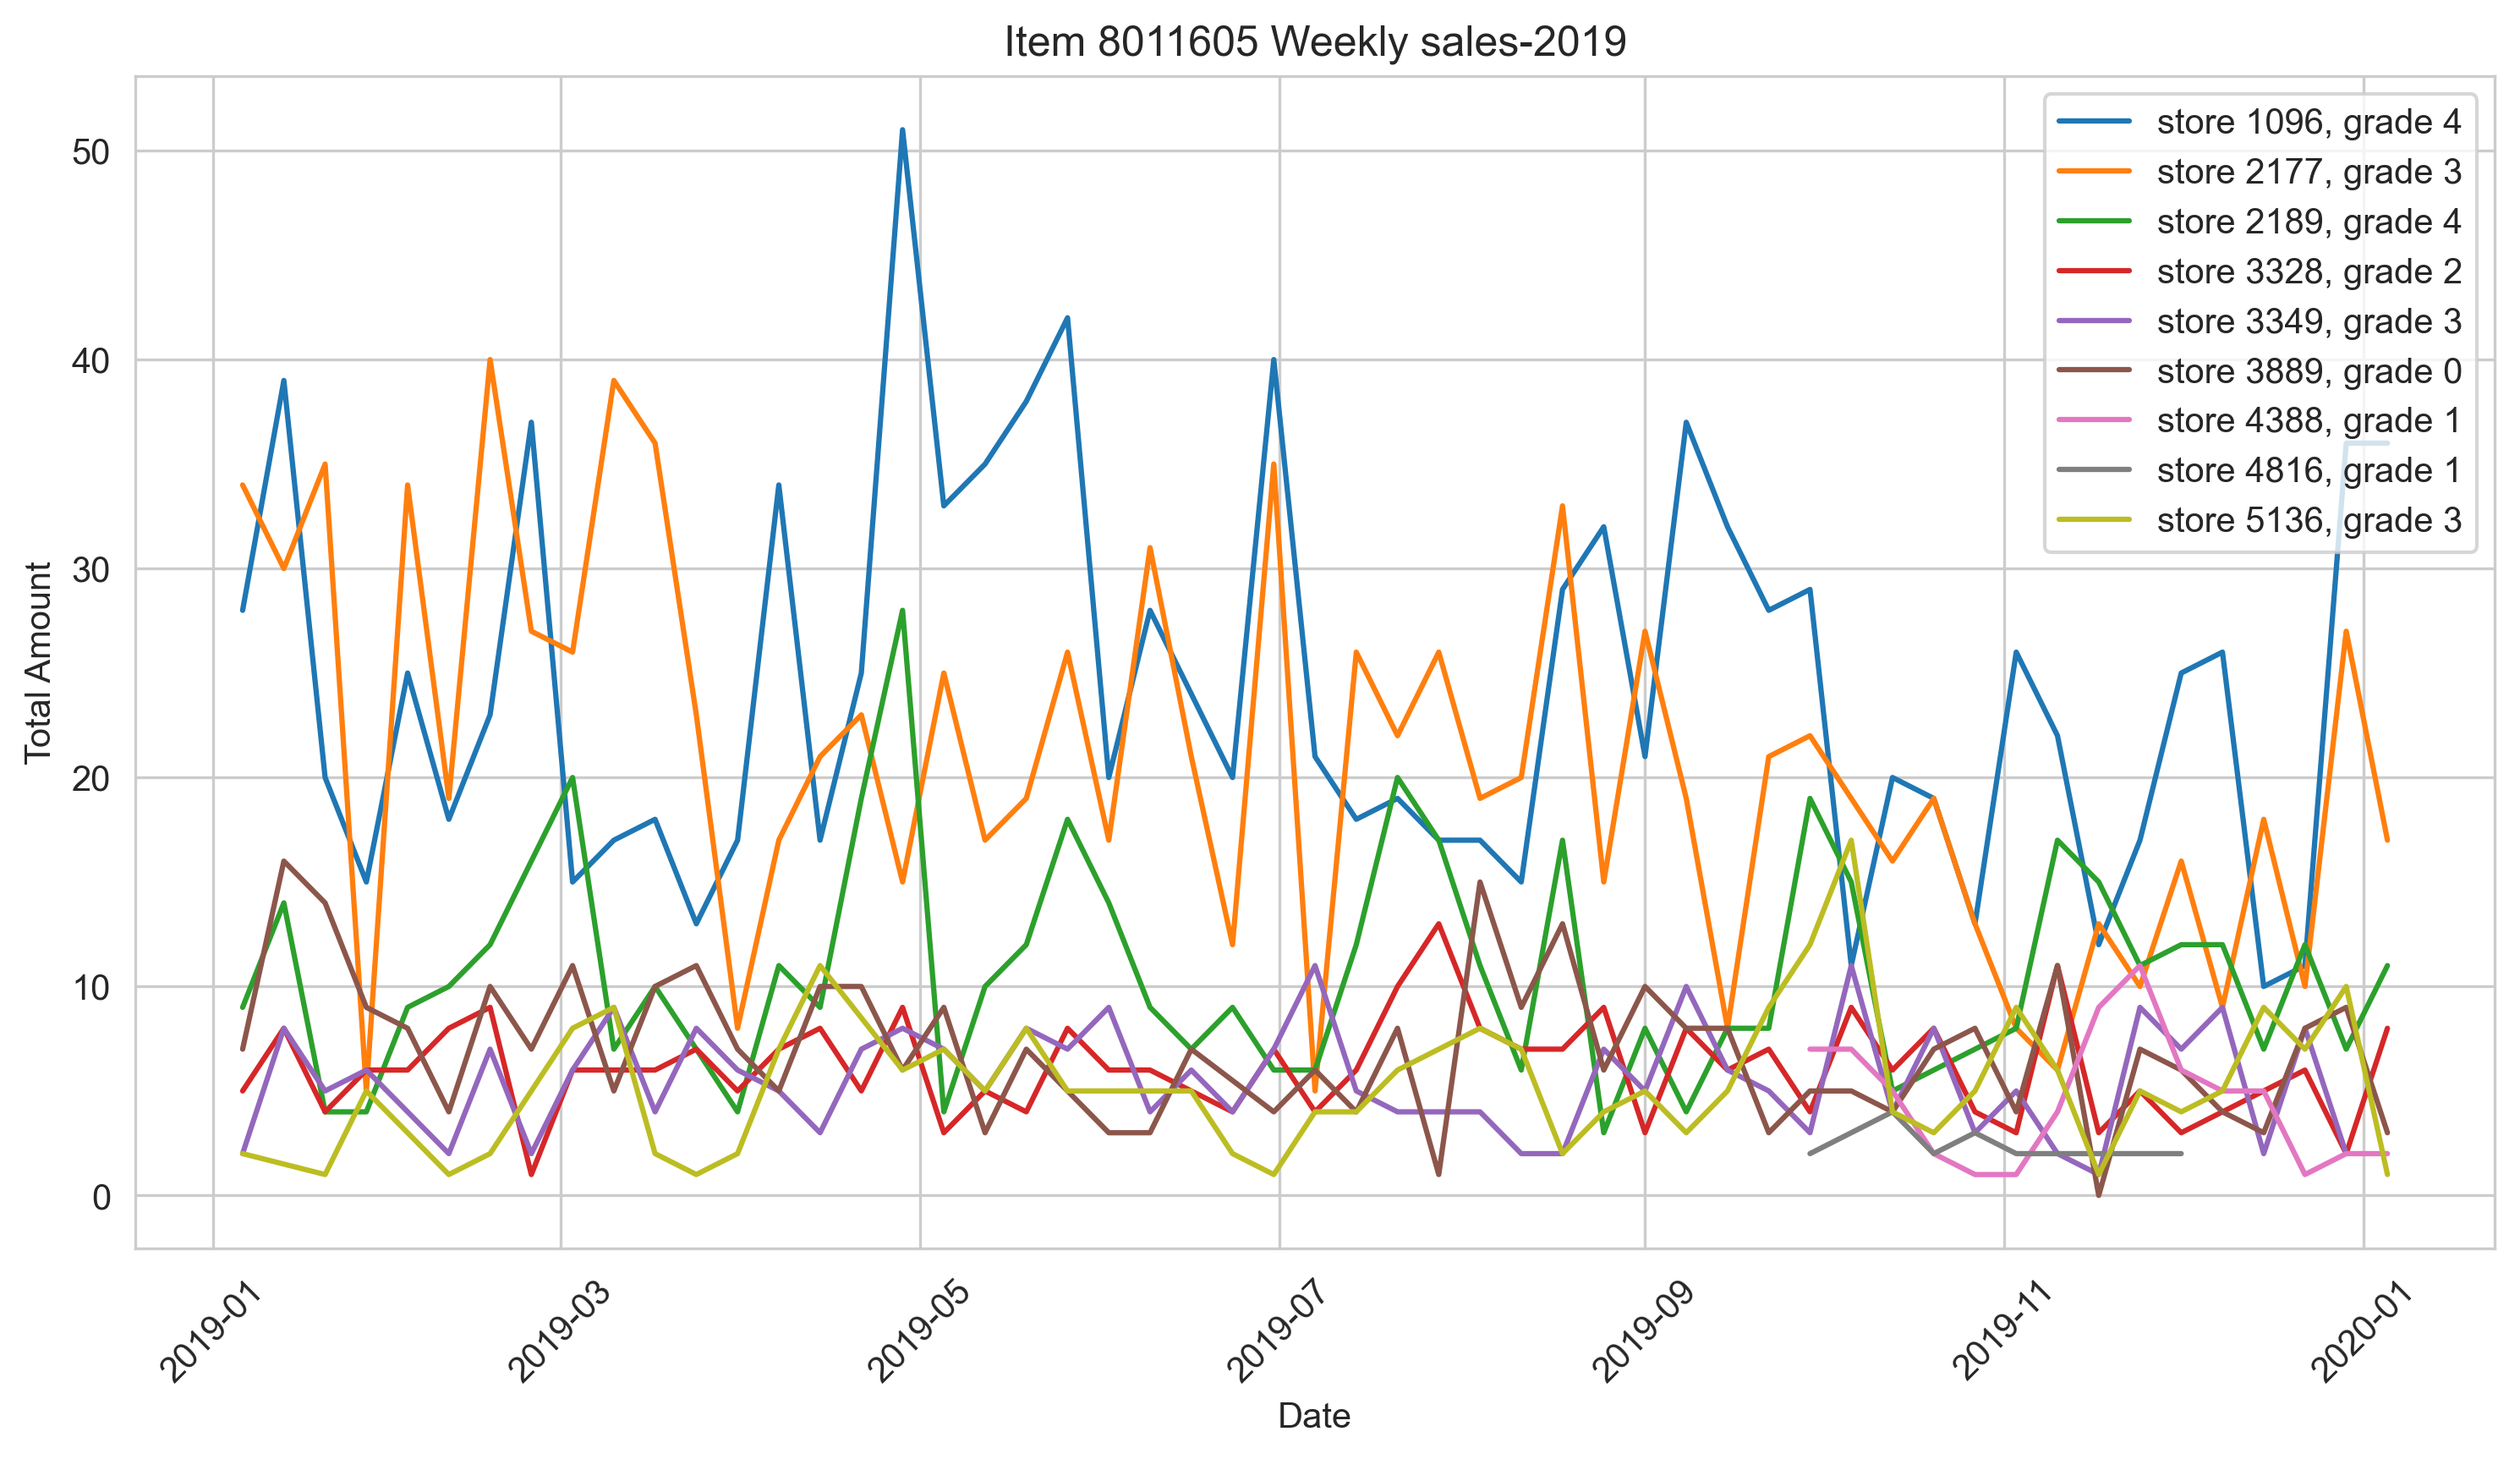 Item 8011605 Weekly sales-2019
store 1096, grade 4
store 2177, grade 3
store 2189, grade 4
store 3328, grade 2
store 3349, grade 3
store 3889, grade 0
store 4388, grade 1
store 4816, grade 1
store 5136, grade 3
Total Amount
50
40
30
20
10
0
2019-01
2019-03
2019-05
2019-07
2019-09
2019-11
2020-01
Date